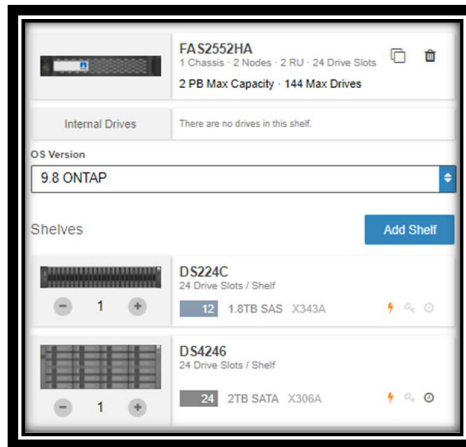 FAS2552HA
1 Chassis · 2 Nodes · 2 RU · 24 Drive Slots
2 PB Max Capacity · 144 Max Drives
Internal Drives
There are no drives in this shelf.
OS Version
9.8 ONTAP
Shelves
Add Shelf
DS224C
24 Drive Slots / Shelf
1
12 1.8TB SAS X343A
DS4246
24 Drive Slots / Shelf
1
24 2TB SATA X306A